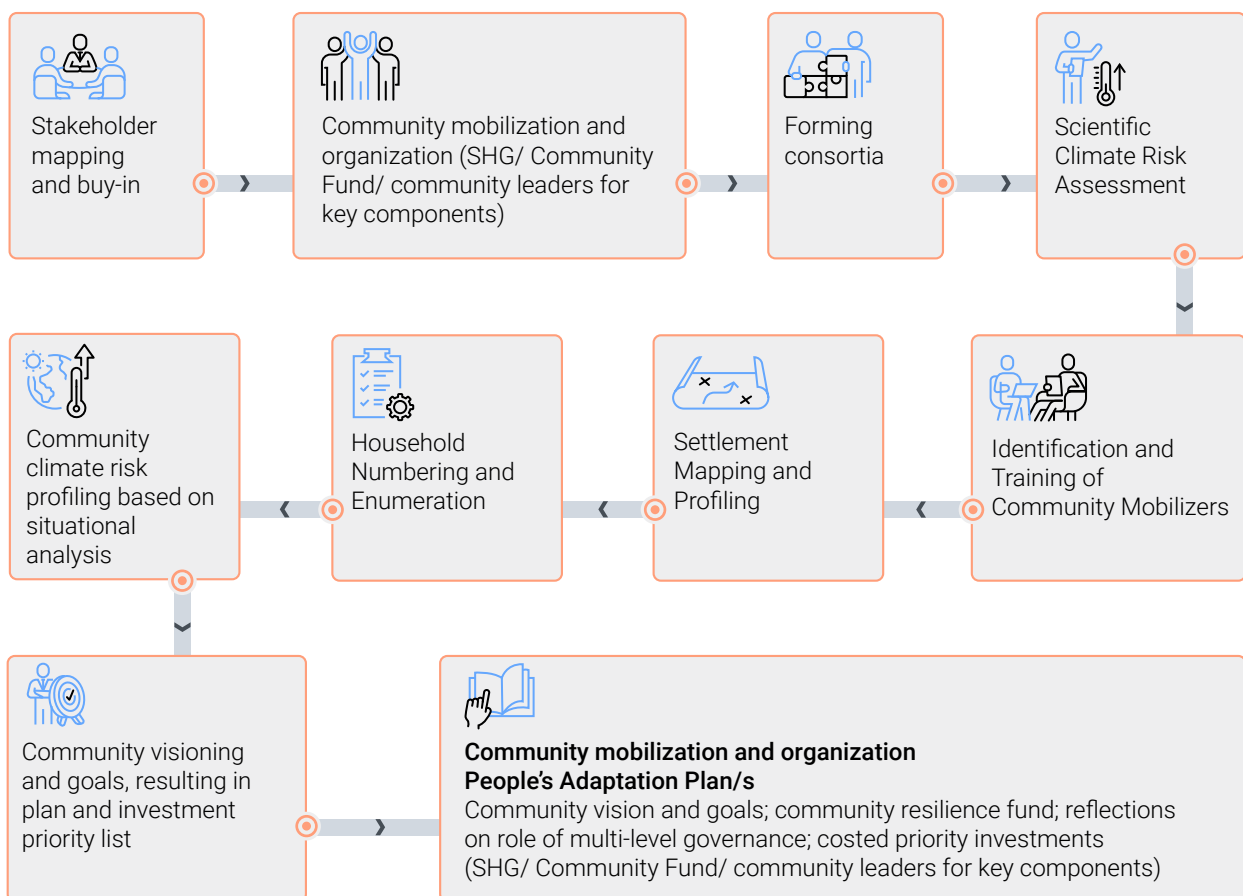 Stakeholder
mapping
and buy-in
Community mobilization and
organization (SHG/ Community
Fund/ community leaders for
key components)
Forming
consortia
Scientific
Climate Risk
Assessment
Identification and
Training of
Community Mobilizers
Settlement
Mapping and
Profiling
Household
Numbering and
Enumeration
Community
climate risk
profiling based on
situational
analysis
Community visioning
and goals, resulting in
plan and investment
priority list
Community mobilization and organization
People’s Adaptation Plan/s
Community vision and goals; community resilience fund; reflections
on role of multi-level governance; costed priority investments
(SHG/ Community Fund/ community leaders for key components)